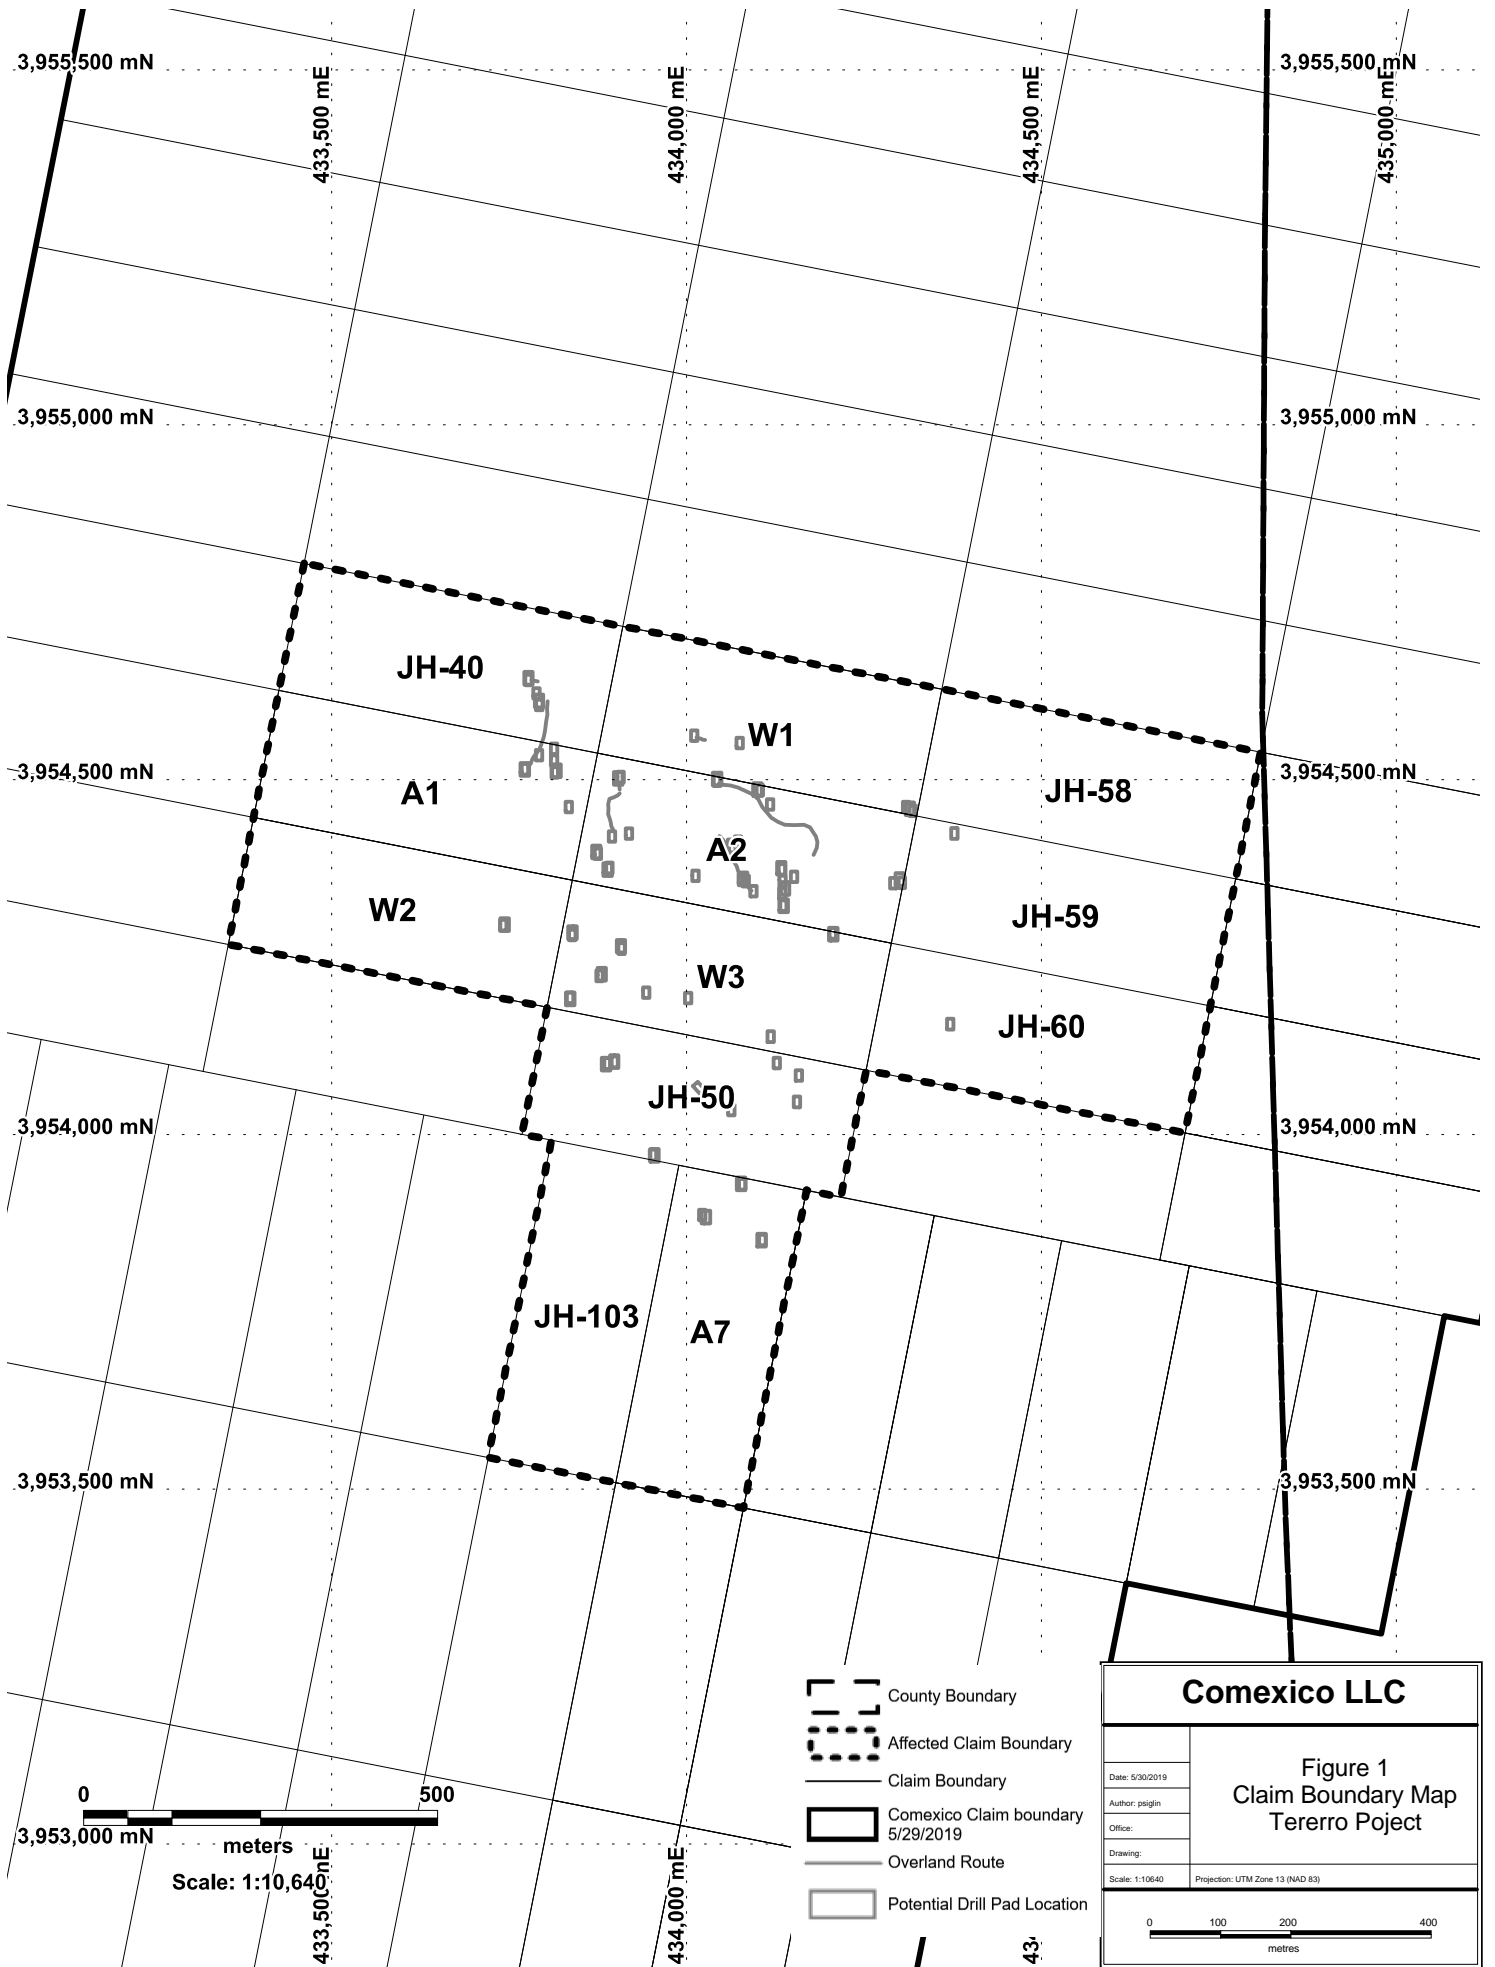 3,955,500 mN
3,955,500 mN
433,500 mE
434,000 mE
434,500 mE
435,000 mE
3,955,000 mN
3,955,000 mN
JH-40
W1
3,954,500 mN
3,954,500 mN
A1
JH-58
A2
W2
JH-59
W3
JH-60
JH-50
3,954,000 mN
3,954,000 mN
JH-103
A7
3,953,500 mN
3,953,500 mN
0 500
meters
3,953,000 mN
Scale: 1:10,640
433,500 mE
434,000 mE
43
County Boundary
Affected Claim Boundary
Claim Boundary
Comexico Claim boundary
5/29/2019
Overland Route
Potential Drill Pad Location
Comexico LLC
Figure 1
Claim Boundary Map
Tererro Poject
Date: 5/30/2019
Author: psiglin
Office:
Drawing:
Scale: 1:10640
Projection: UTM Zone 13 (NAD 83)
0 100 200 400
metres